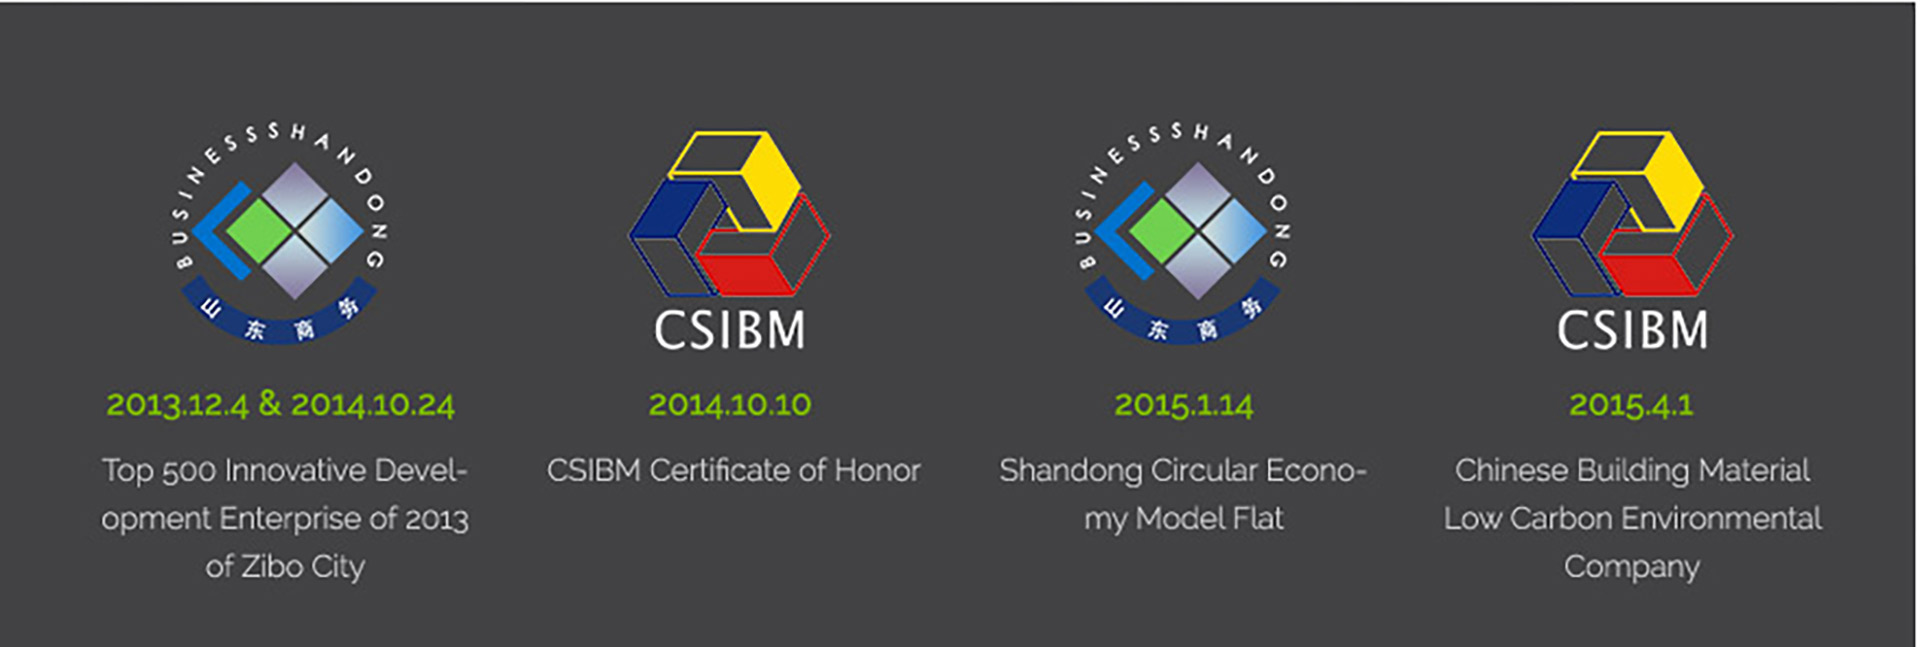 BUSINESSSHANDONG
山东商务
2013.12.4 & 2014.10.24
Top 500 Innovative Devel-
opment Enterprise of 2013
of Zibo City
CSIBM
2014.10.10
CSIBM Certificate of Honor
BUSINESSSHANDONG
山东商务
2015.1.14
Shandong Circular Econo-
my Model Flat
CSIBM
2015.4.1
Chinese Building Material
Low Carbon Environmental
Company